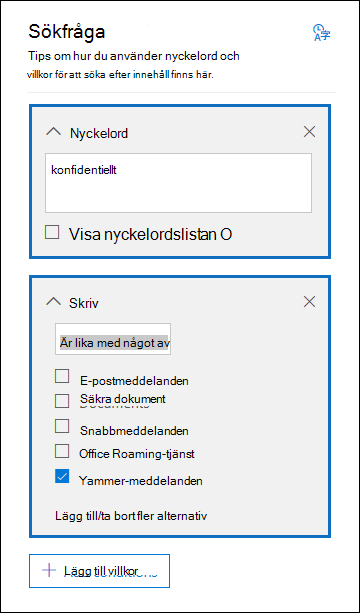 Sökfråga
Tips om hur du använder nyckelord och
villkor för att söka efter innehåll finns här.
Nyckelord
konfidentiellt
Visa nyckelordslistan O
Skriv
Är lika med något av
E-postmeddelanden
Säkra dokument
Documents
Snabbmeddelanden
Office Roaming-tjänst
Yammer-meddelanden
Lägg till/ta bort fler alternativ
Lägg till villkor